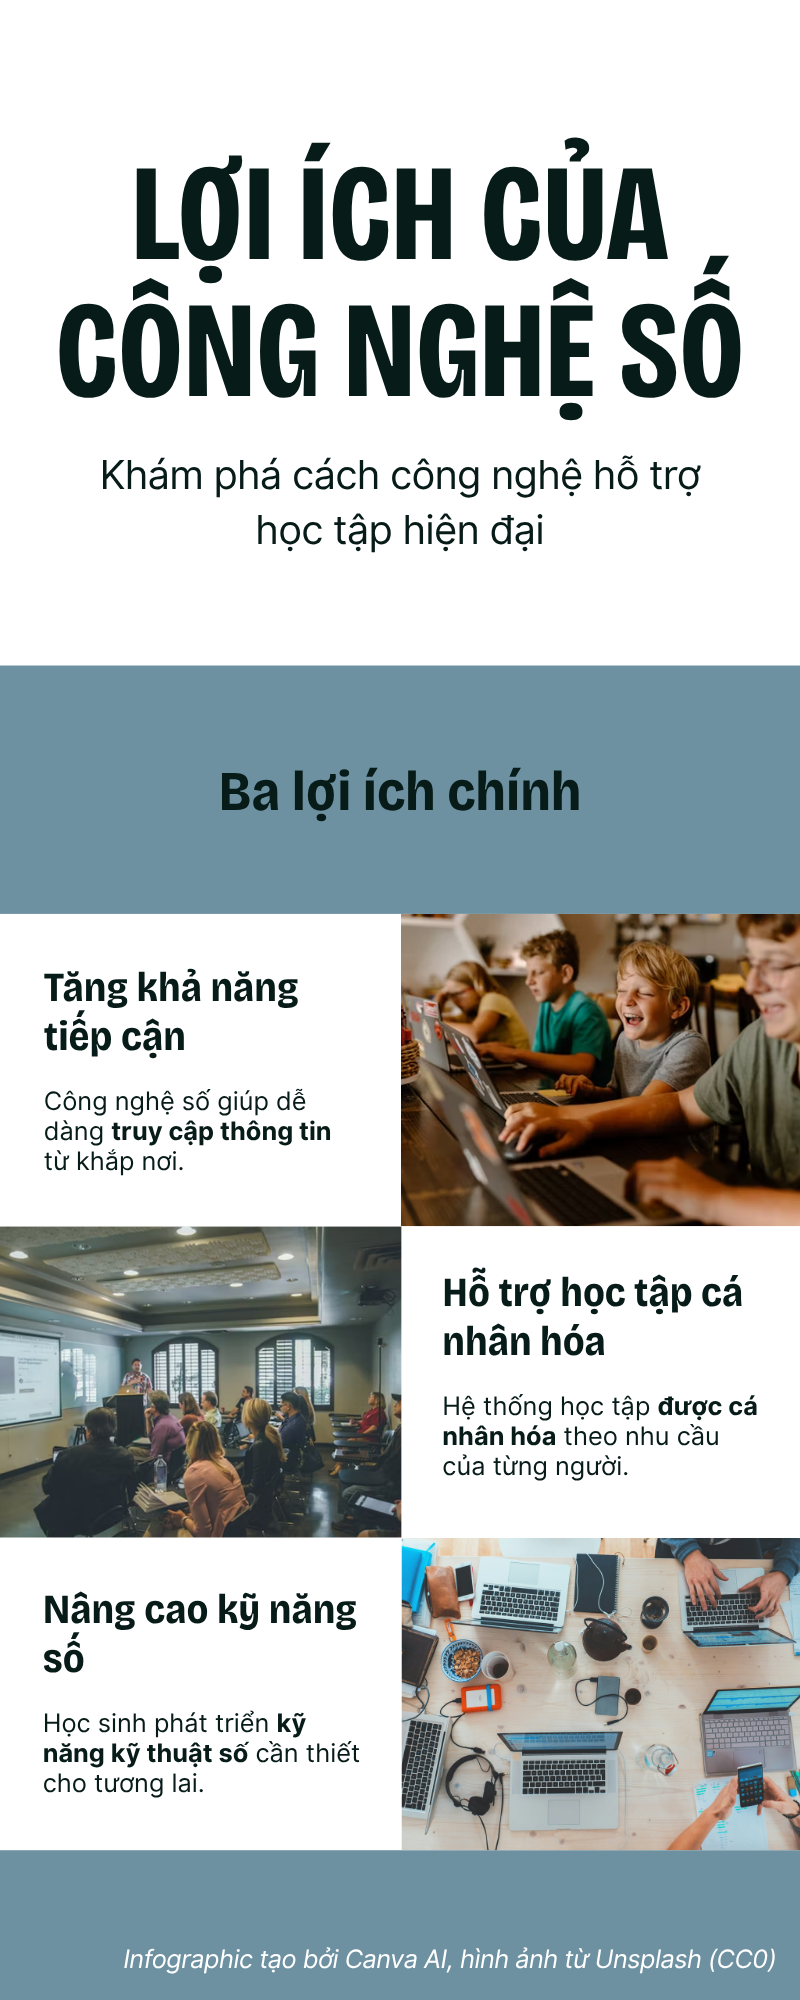 LỢI ÍCH CỦA
CÔNG NGHỆ SỐ
Khám phá cách công nghệ hỗ trợ
học tập hiện đại
Ba lợi ích chính
Tăng khả năng
tiếp cận
Công nghệ số giúp dễ
dàng truy cập thông tin
từ khắp nơi.
Hỗ trợ học tập cá
nhân hóa
Hệ thống học tập được cá
nhân hóa theo nhu cầu
của từng người.
Nâng cao kỹ năng
số
Học sinh phát triển kỹ
năng kỹ thuật số cần thiết
cho tương lai.
Infographic tạo bởi Canva AI, hình ảnh từ Unsplash (CC0)